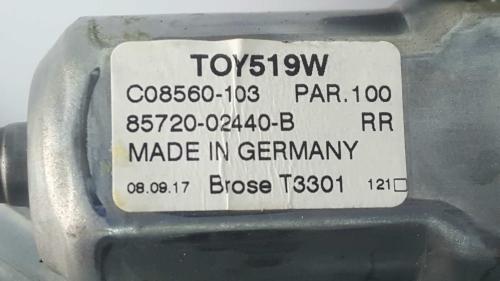 TOY519W
C08560-103 PAR.100
85720-02440-B RR
MADE IN GERMANY
08.09.17 Brose T3301 121□